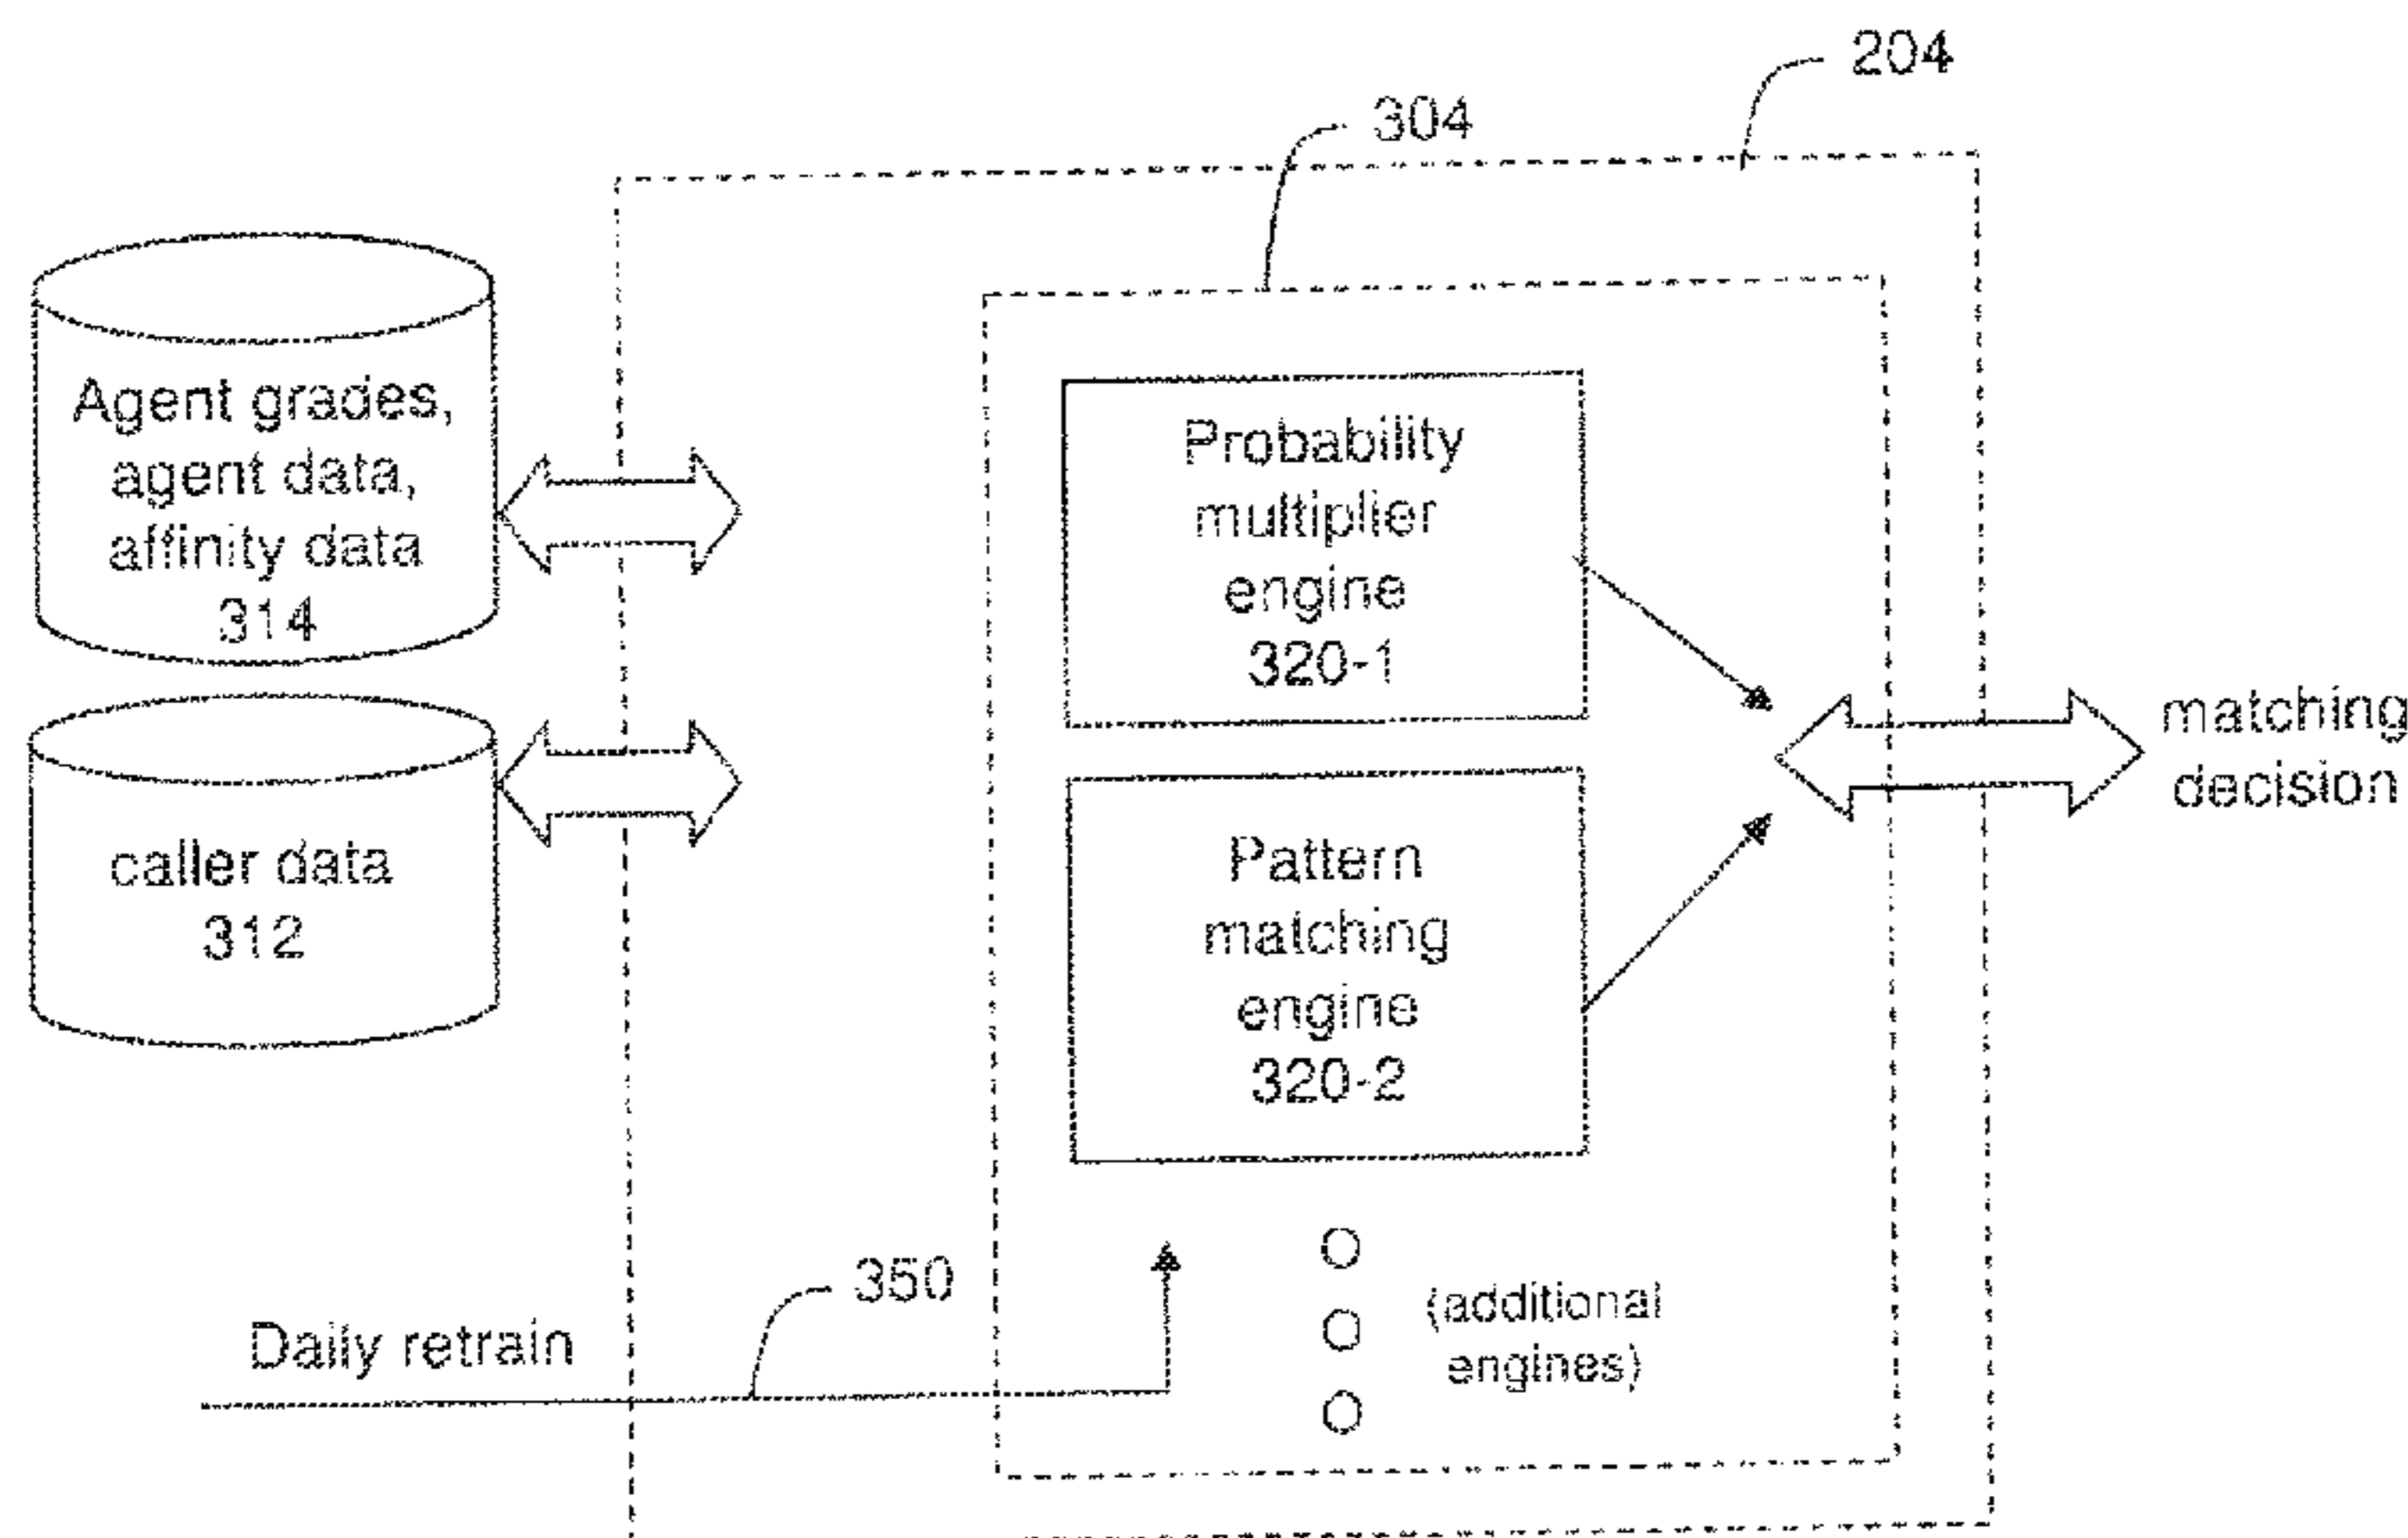 204
304
Agent grades,
agent data,
affinity data
314
Probability
multiplier
engine
320-1
matching
decision
caller data
312
Pattern
matching
engine
320-2
350
Daily retrain
(additional
engines)